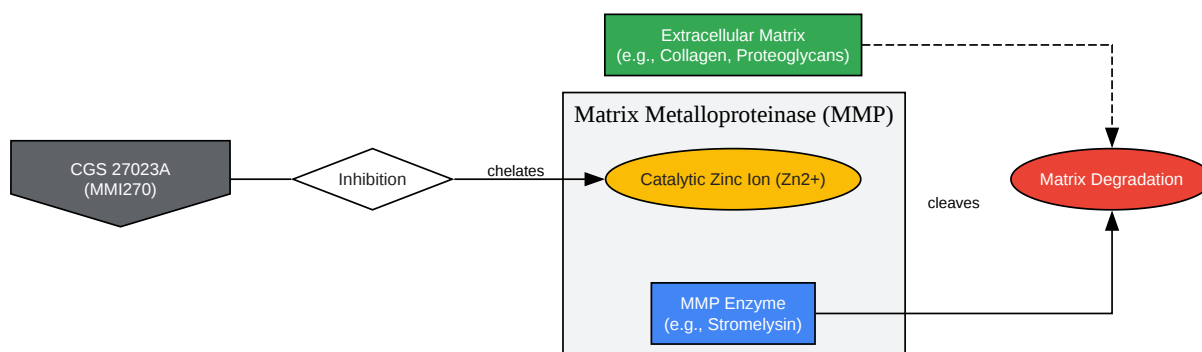 Extracellular Matrix
(e.g., Collagen, Proteoglycans)
Matrix Metalloproteinase (MMP)
CGS 27023A
(MMI270)
Inhibition
chelates
Catalytic Zinc Ion (Zn2+)
Matrix Degradation
cleaves
MMP Enzyme
(e.g., Stromelysin)